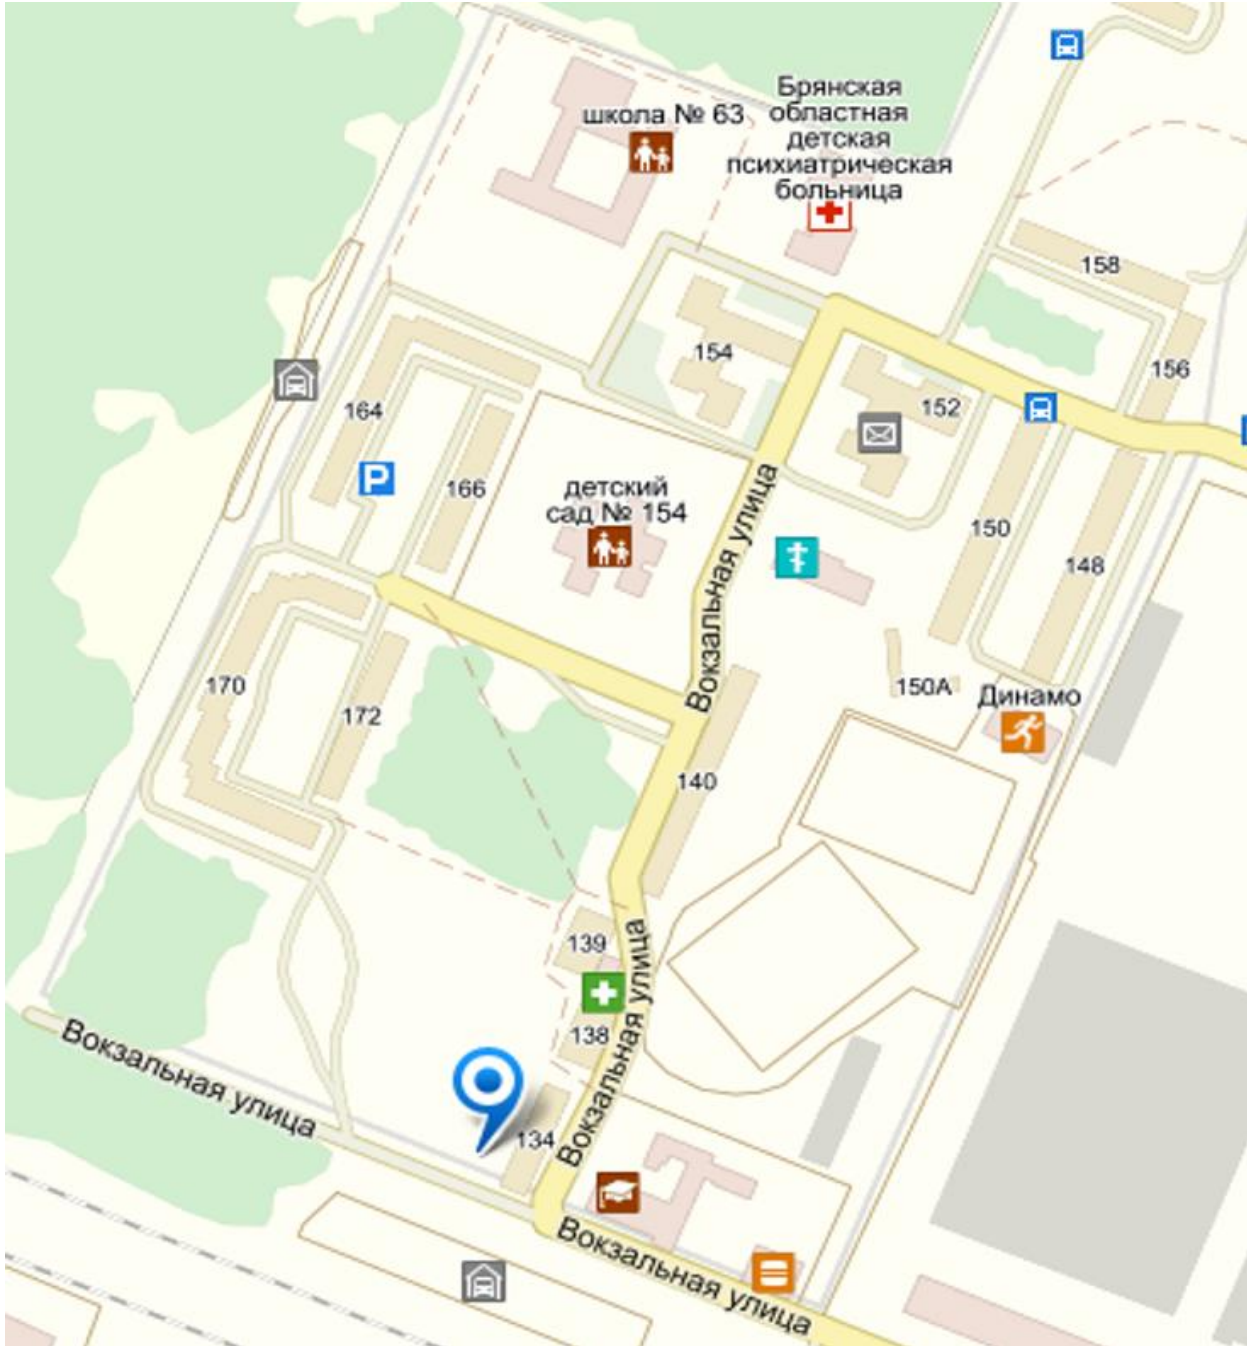 Брянская
областная
детская
психиатрическая
больница
школа № 63
158
154
156
152
164
166
детский
сад № 154
P
150
148
Вокзальная улица
170
172
150А
Динамо
140
139
138
Вокзальная улица
Вокзальная улица
134
Вокзальная улица